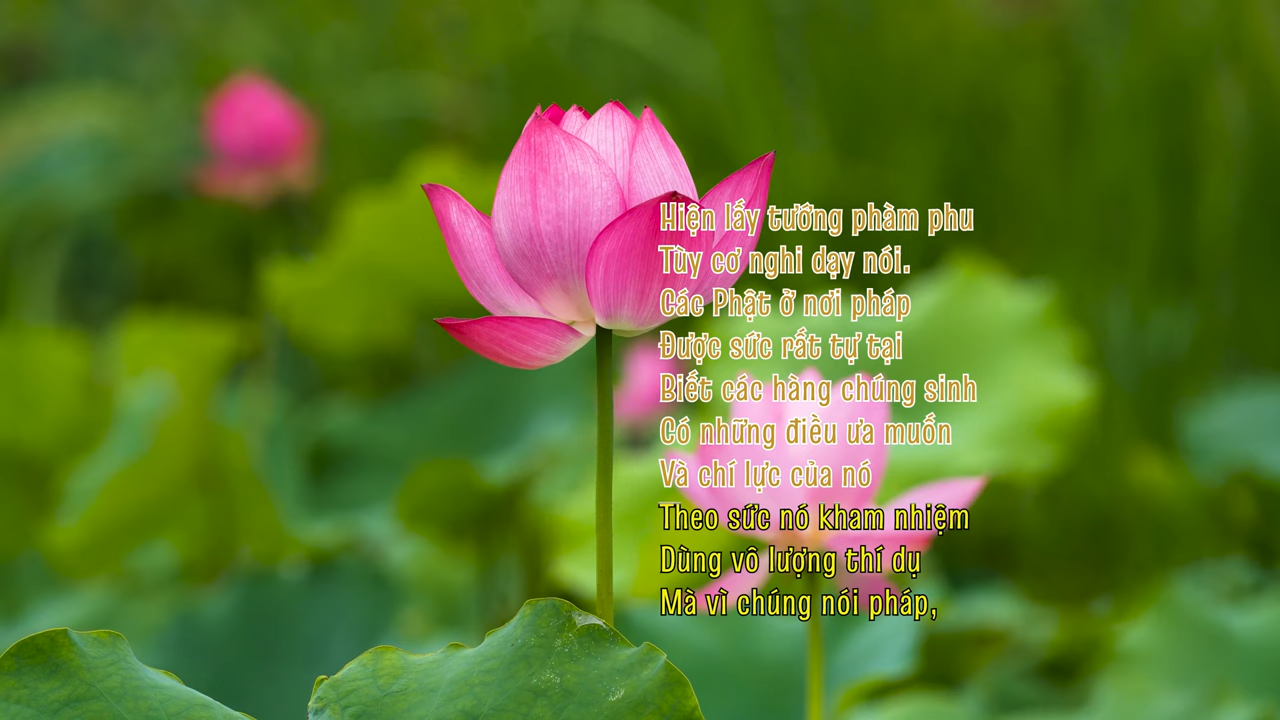 Hiện lấy tướng phàm phu
Tùy cơ nghi dạy nói.
Các Phật ở nơi pháp
Được sức rất tự tại
Biết các hàng chúng sinh
Có những điều ưa muốn
Và chí lực của nó
Theo sức nó kham nhiệm
Dùng vô lượng thí dụ
Mà vì chúng nói pháp,